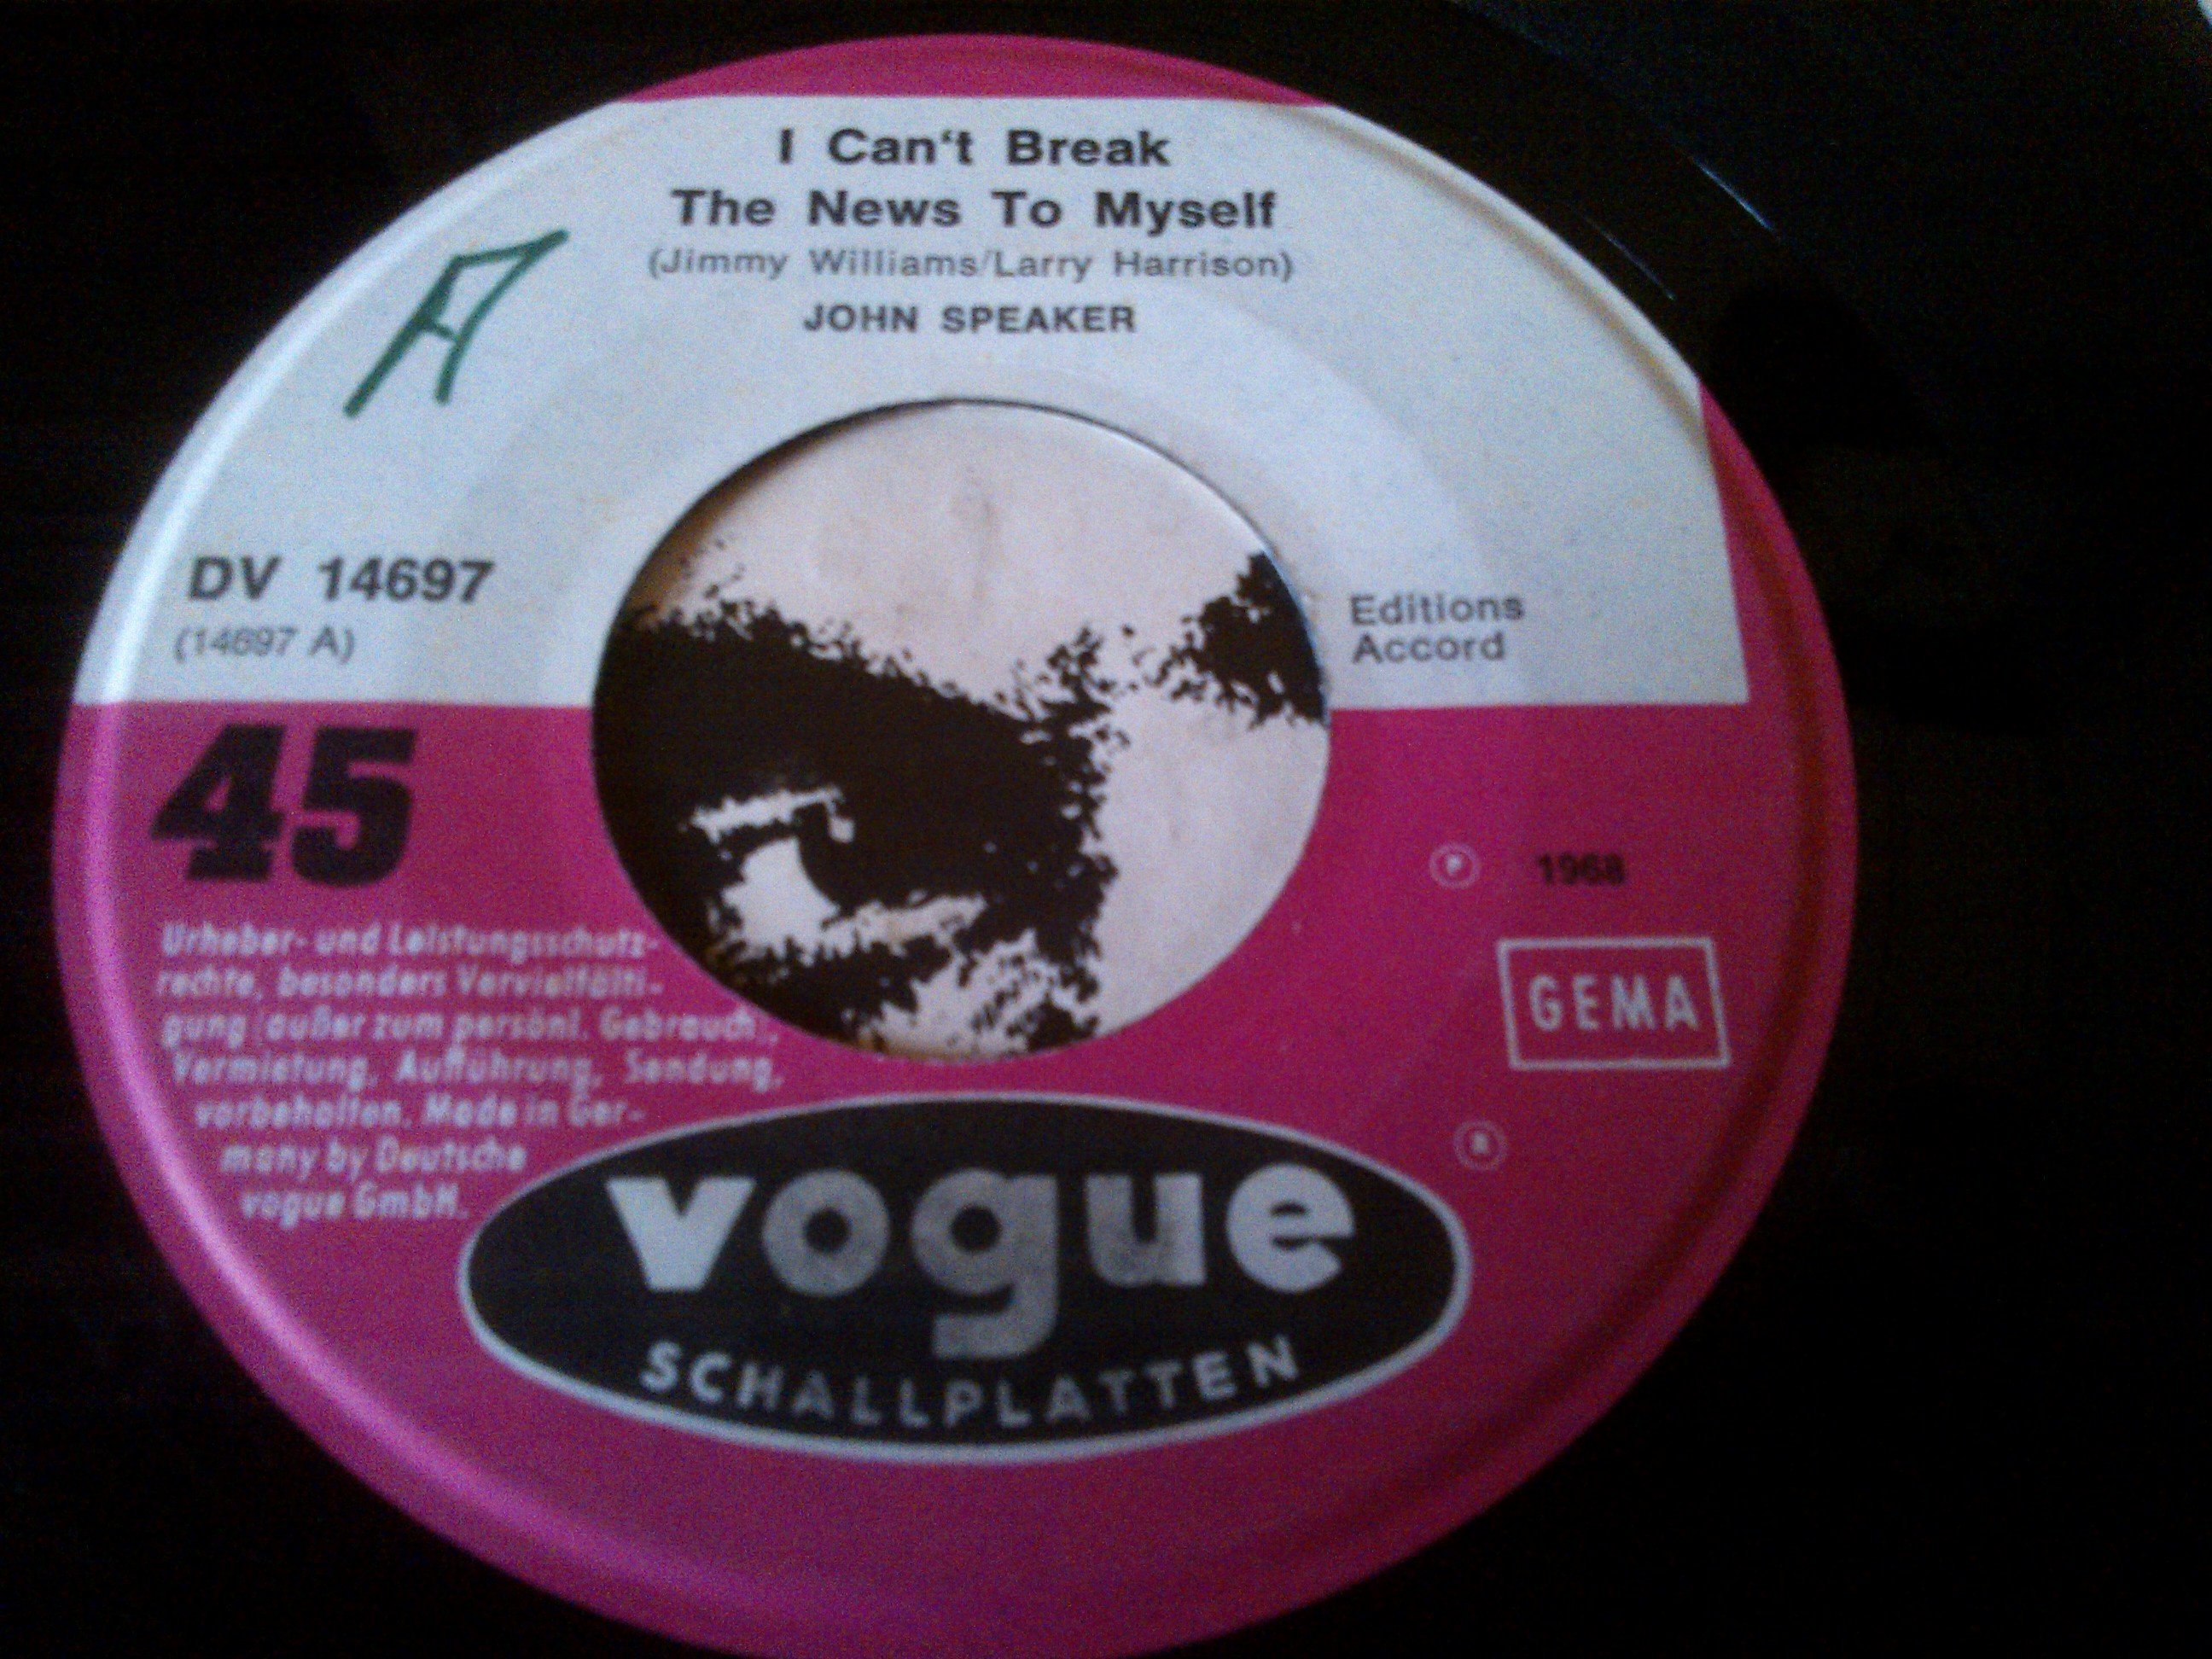 I Can't Break
The News To Myself
(Jimmy Williams/Larry Harrison)
JOHN SPEAKER
A
DV 14697
(14697 A)
Editions
Accord
45
Ⓟ 1968
GEMA
Urheber- und Leistungsschutz-
rechte, besonders Vervielfälti-
gung (außer zum persönl. Gebrauch),
Vermietung, Aufführung, Sendung,
vorbehalten. Made in Ger-
many by Deutsche
vogue GmbH.
®
vogue
SCHALLPLATTEN